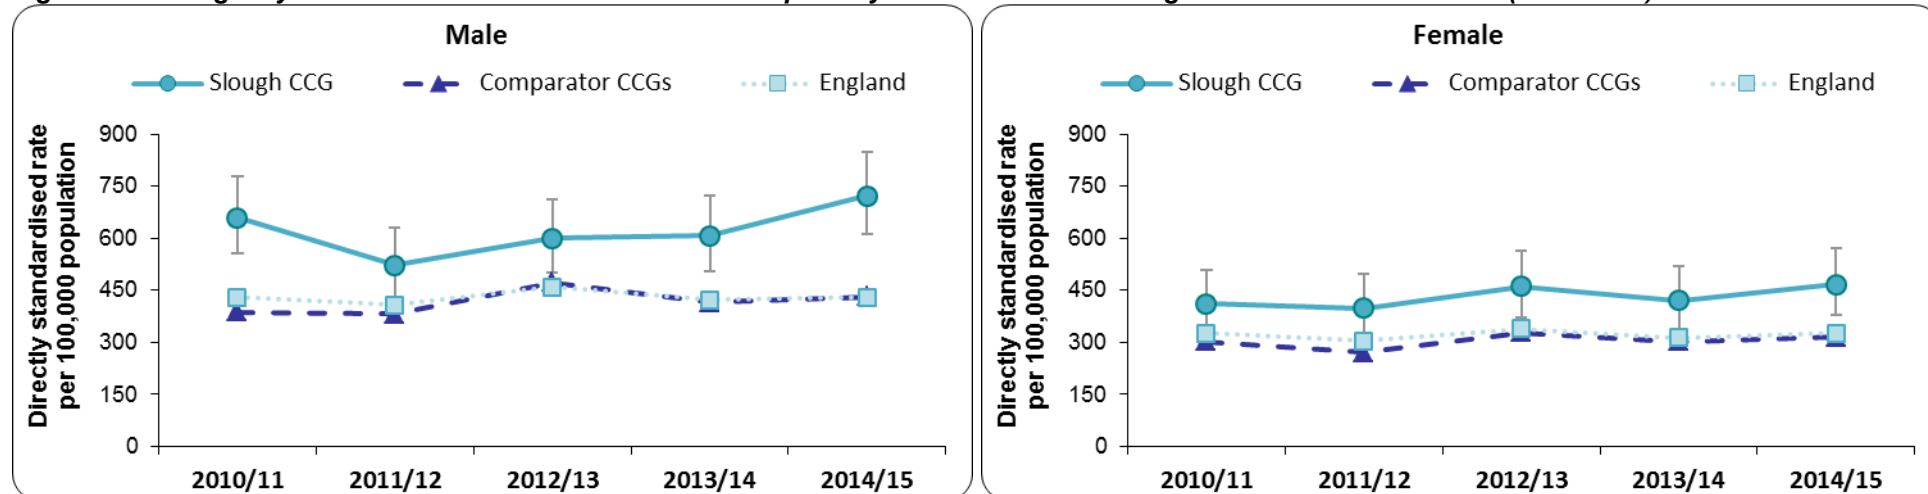 Male
Slough CCG Comparator CCGs England
Directly standardised rate
per 100,000 population
900
750
600
450
300
150
0
2010/11 2011/12 2012/13 2013/14 2014/15
Female
Slough CCG Comparator CCGs England
Directly standardised rate
per 100,000 population
900
750
600
450
300
150
0
2010/11 2011/12 2012/13 2013/14 2014/15